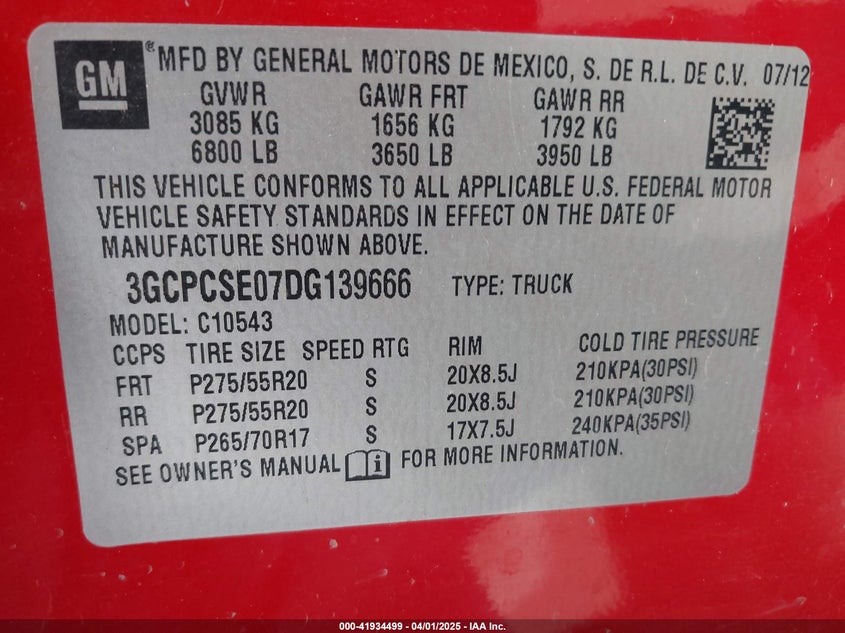 GM ® MFD BY GENERAL MOTORS DE MEXICO, S. DE R.L. DE C.V. 07/12
GVWR GAWR FRT GAWR RR
3085 KG 1656 KG 1792 KG
6800 LB 3650 LB 3950 LB
THIS VEHICLE CONFORMS TO ALL APPLICABLE U.S. FEDERAL MOTOR
VEHICLE SAFETY STANDARDS IN EFFECT ON THE DATE OF
MANUFACTURE SHOWN ABOVE.
3GCPCSE07DG139666 TYPE: TRUCK
MODEL: C10543
CCPS TIRE SIZE SPEED RTG RIM COLD TIRE PRESSURE
FRT P275/55R20 S 20X8.5J 210KPA(30PSI)
RR P275/55R20 S 20X8.5J 210KPA(30PSI)
SPA P265/70R17 S 17X7.5J 240KPA(35PSI)
SEE OWNER'S MANUAL i FOR MORE INFORMATION.
000-41934499 - 04/01/2025 - IAA Inc.